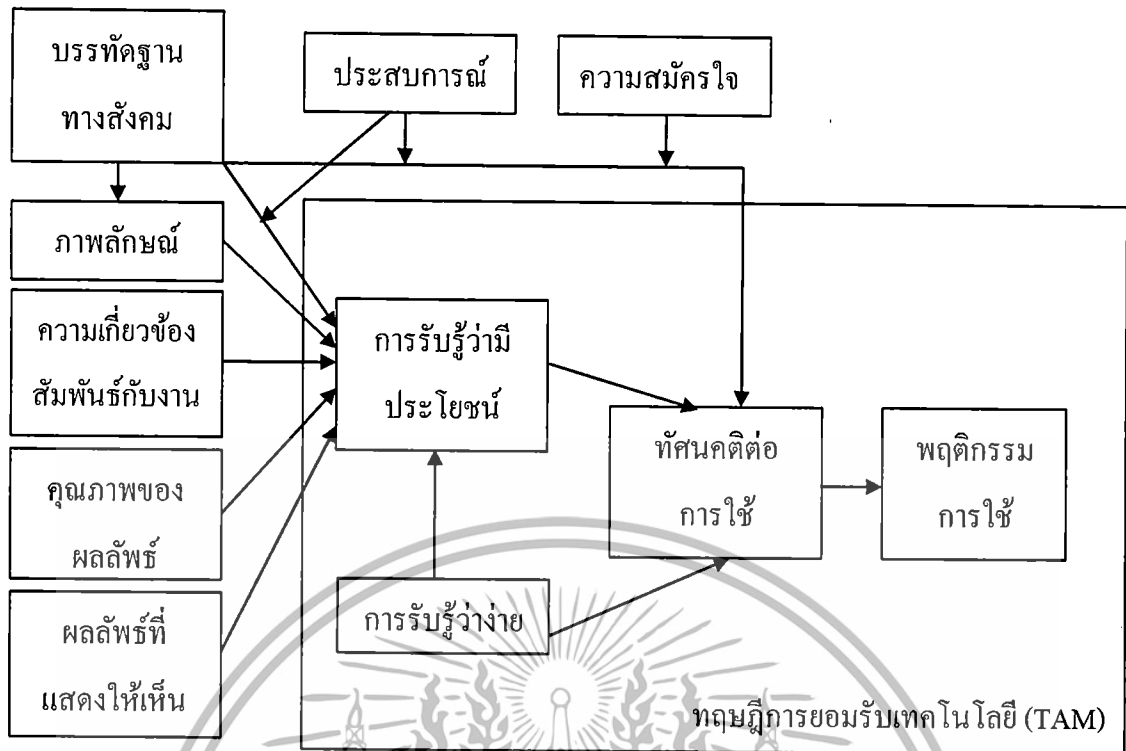 บรรทัดฐาน
ทางสังคม
ประสบการณ์
ความสมัครใจ
ภาพลักษณ์
ความเกี่ยวข้อง
สัมพันธ์กับงาน
คุณภาพของ
ผลลัพธ์
ผลลัพธ์ที่
แสดงให้เห็น
การรับรู้ว่ามี
ประโยชน์
การรับรู้ว่าง่าย
ทัศนคติต่อ
การใช้
พฤติกรรม
การใช้
ทฤษฎีการยอมรับเทคโนโลยี (TAM)